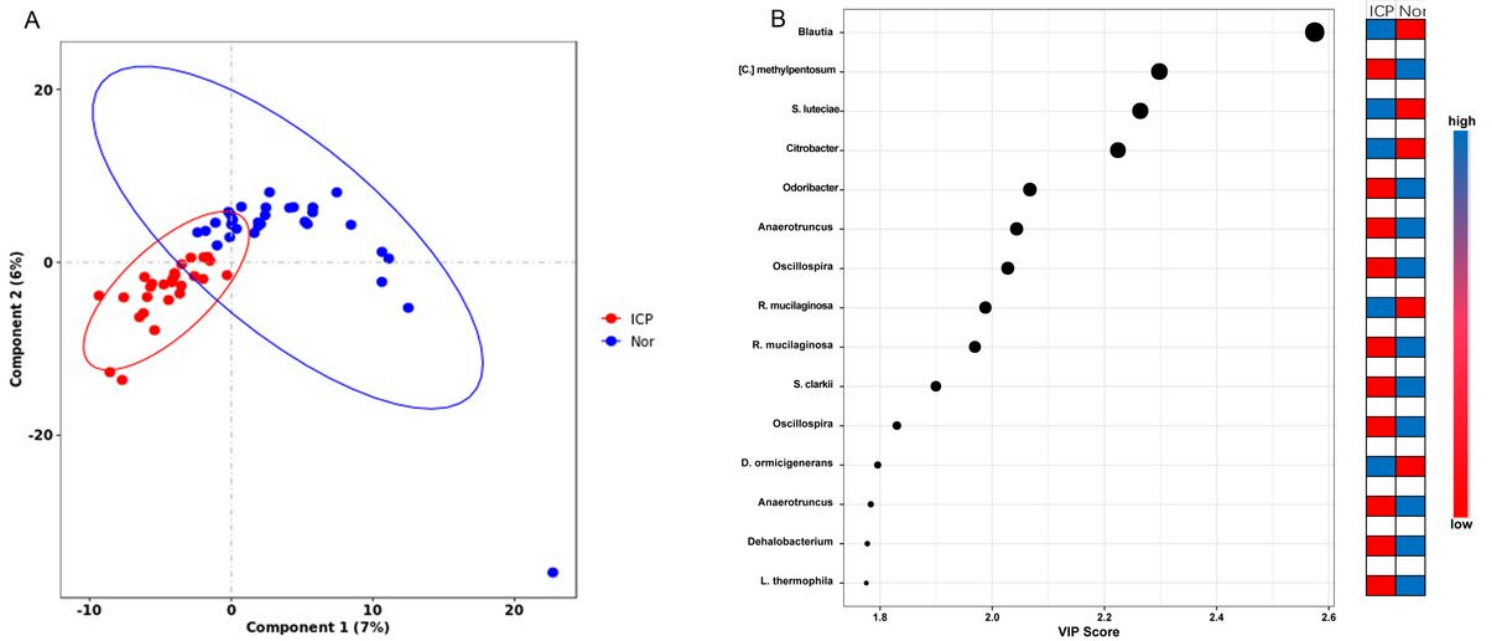 A
20
0
-20
-10
0
10
20
Component 1 (7%)
Component 2 (6%)
ICP
Nor
B
Blautia
[C.] methylpentosum
S. luteciae
Citrobacter
Odoribacter
Anaerotruncus
Oscillospira
R. mucilaginosa
R. mucilaginosa
S. clarkii
Oscillospira
D. ormicigenerans
Anaerotruncus
Dehalobacterium
L. thermophila
1.8
2.0
2.2
2.4
2.6
VIP Score
ICP Nor
high
low